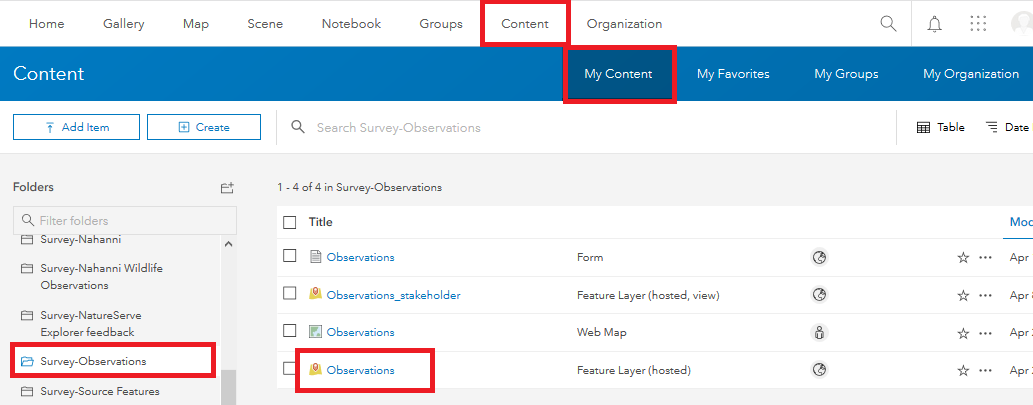 Home Gallery Map Scene Notebook Groups Content Organization
Content My Content My Favorites My Groups My Organization
Add Item Create Search Survey-Observations Table Date
Folders 1 - 4 of 4 in Survey-Observations
Filter folders Title Mod
Survey-Nahanni
Observations Form Apr
Survey-Nahanni Wildlife
Observations
Observations_stakeholder Feature Layer (hosted, view) Apr
Survey-NatureServe
Explorer feedback
Observations Web Map Apr 2
Survey-Observations
Observations Feature Layer (hosted) Apr 2
Survey-Source Features